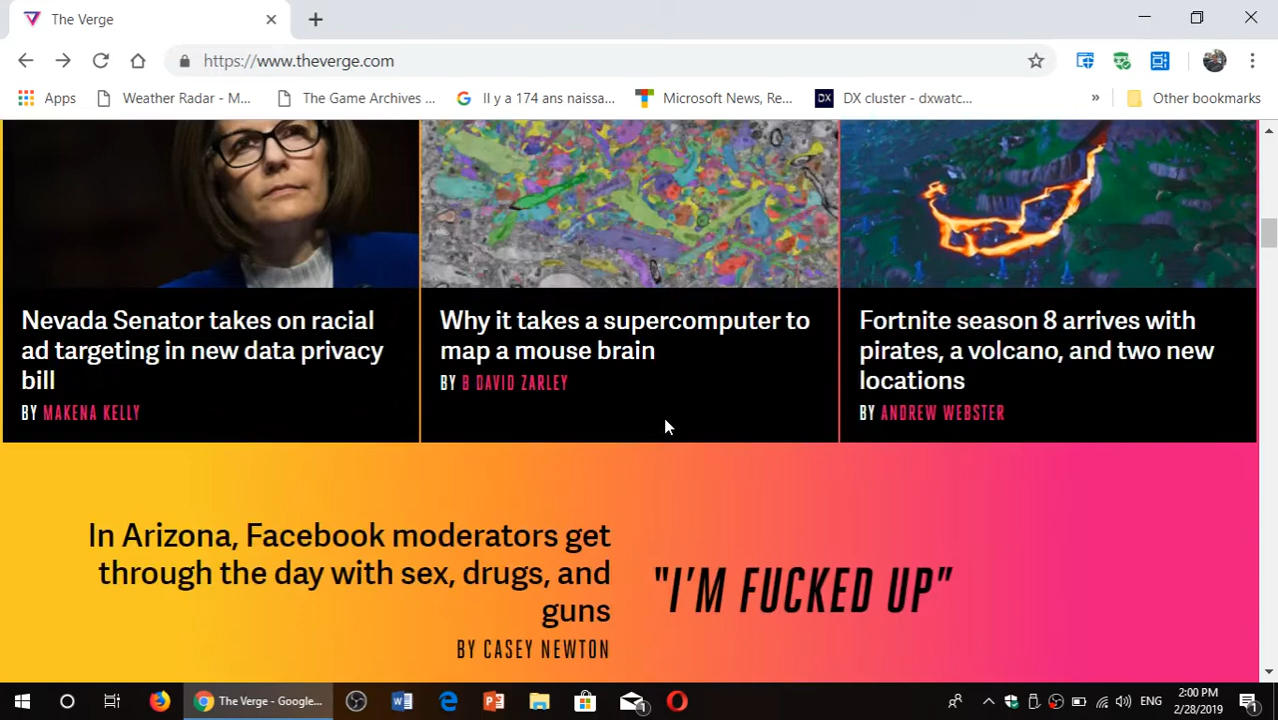 The Verge
https://www.theverge.com
Apps
Weather Radar - M...
The Game Archives ...
Il y a 174 ans naissa...
Microsoft News, Re...
DX
DX cluster - dxwatc...
»
Other bookmarks
Nevada Senator takes on racial
ad targeting in new data privacy
bill
BY MAKENA KELLY
Why it takes a supercomputer to
map a mouse brain
BY B DAVID ZARLEY
Fortnite season 8 arrives with
pirates, a volcano, and two new
locations
BY ANDREW WEBSTER
In Arizona, Facebook moderators get
through the day with sex, drugs, and
guns
BY CASEY NEWTON
"I'M FUCKED UP"
The Verge - Google...
1
ENG
2:00 PM
2/28/2019
1